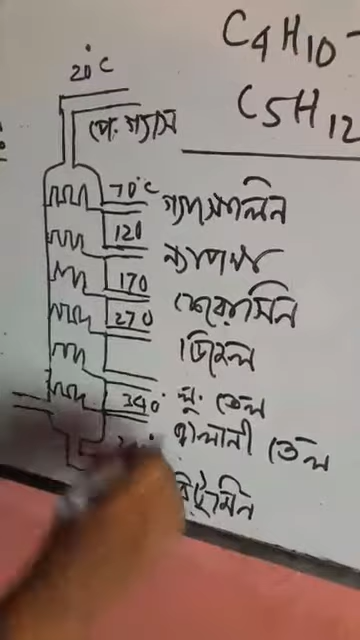 C4H10
C5H12
20°C
পে. গ্যাস
70°C গ্যাসোলিন
120 ন্যাপথা
170 কেরোসিন
270 ডিজেল
340° লু. তেল
জ্বালানী তেল
বিটুমিন